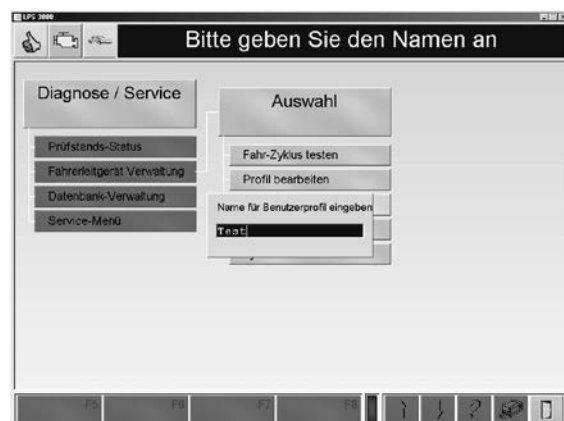 LPS 3000
Bitte geben Sie den Namen an
Diagnose / Service
Auswahl
Prüfstands-Status
Fahrerleitgerät Verwaltung
Datenbank-Verwaltung
Service-Menü
Fahr-Zyklus testen
Profil bearbeiten
Name für Benutzerprofil eingeben
Test
F5
F6
F7
F8